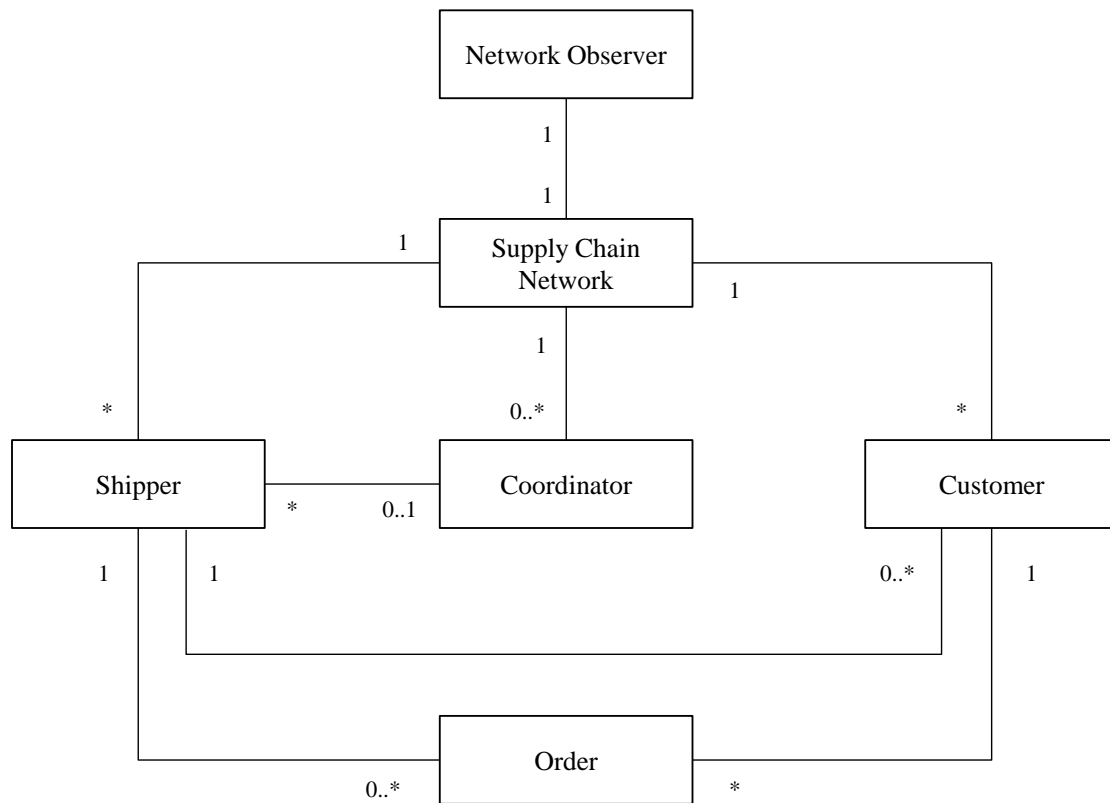 Network Observer
1
1
1
Supply Chain
Network
1
1
*
0..*
*
Shipper
*
0..1
Coordinator
Customer
1
1
0..*
1
Order
0..*
*